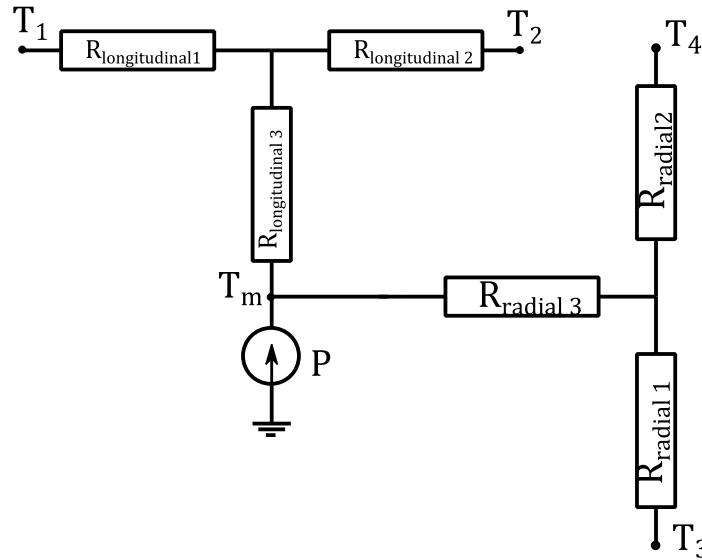 T1
Rlongitudinal1
Rlongitudinal 2
T2
T4
Rlongitudinal 3
Rradial2
Tm
Rradial 3
P
Rradial 1
T3